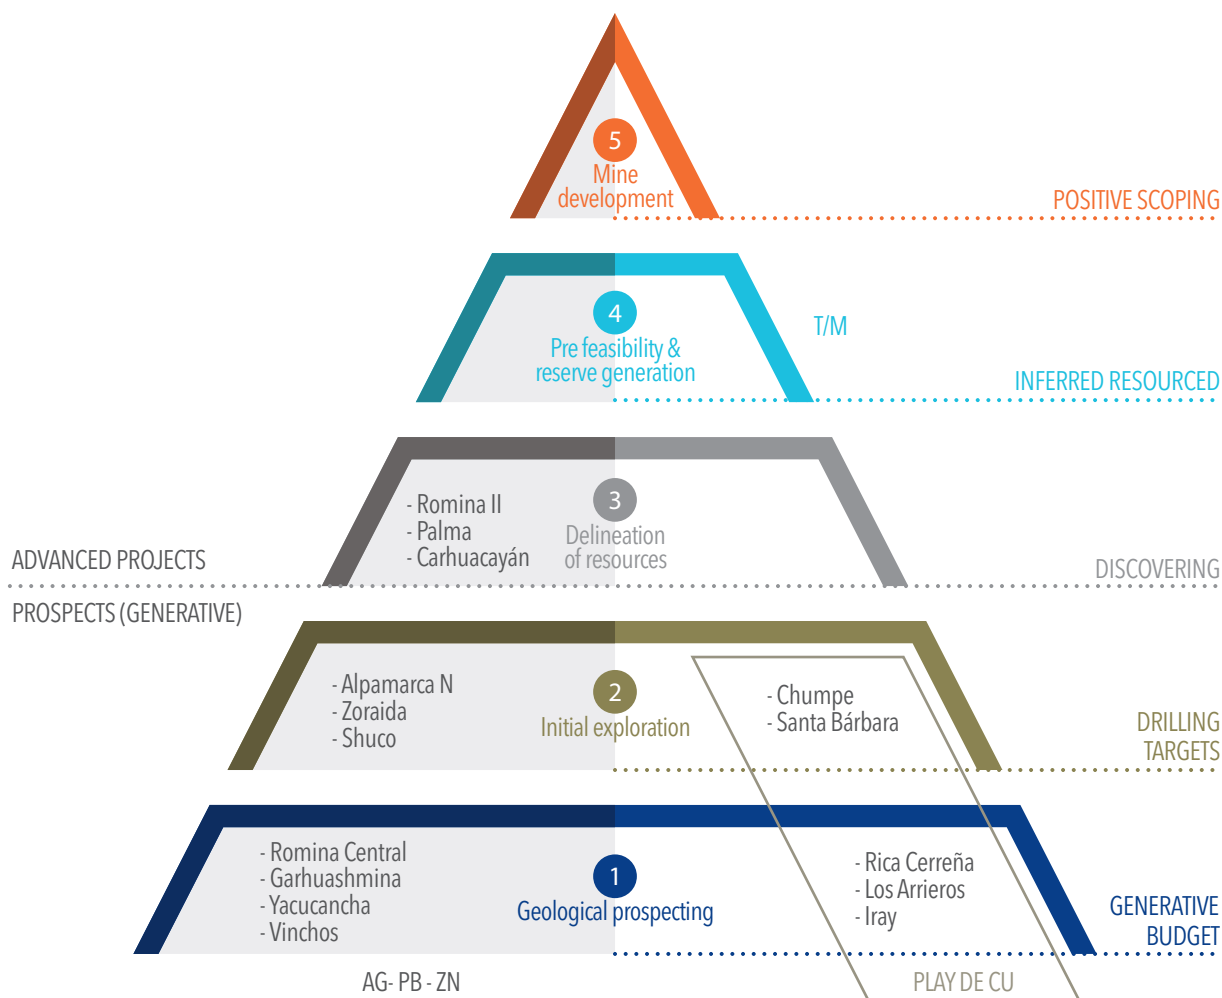 5
Mine
development
POSITIVE SCOPING
4
Pre feasibility &
reserve generation
T/M
INFERRED RESOURCED
- Romina II
- Palma
- Carhuacayán
3
Delineation
of resources
ADVANCED PROJECTS
DISCOVERING
PROSPECTS (GENERATIVE)
- Alpamarca N
- Zoraida
- Shuco
2
Initial exploration
- Chumpe
- Santa Bárbara
DRILLING
TARGETS
- Romina Central
- Garhuashmina
- Yacucancha
- Vinchos
1
Geological prospecting
- Rica Cerreña
- Los Arrieros
- Iray
GENERATIVE
BUDGET
AG- PB - ZN
PLAY DE CU